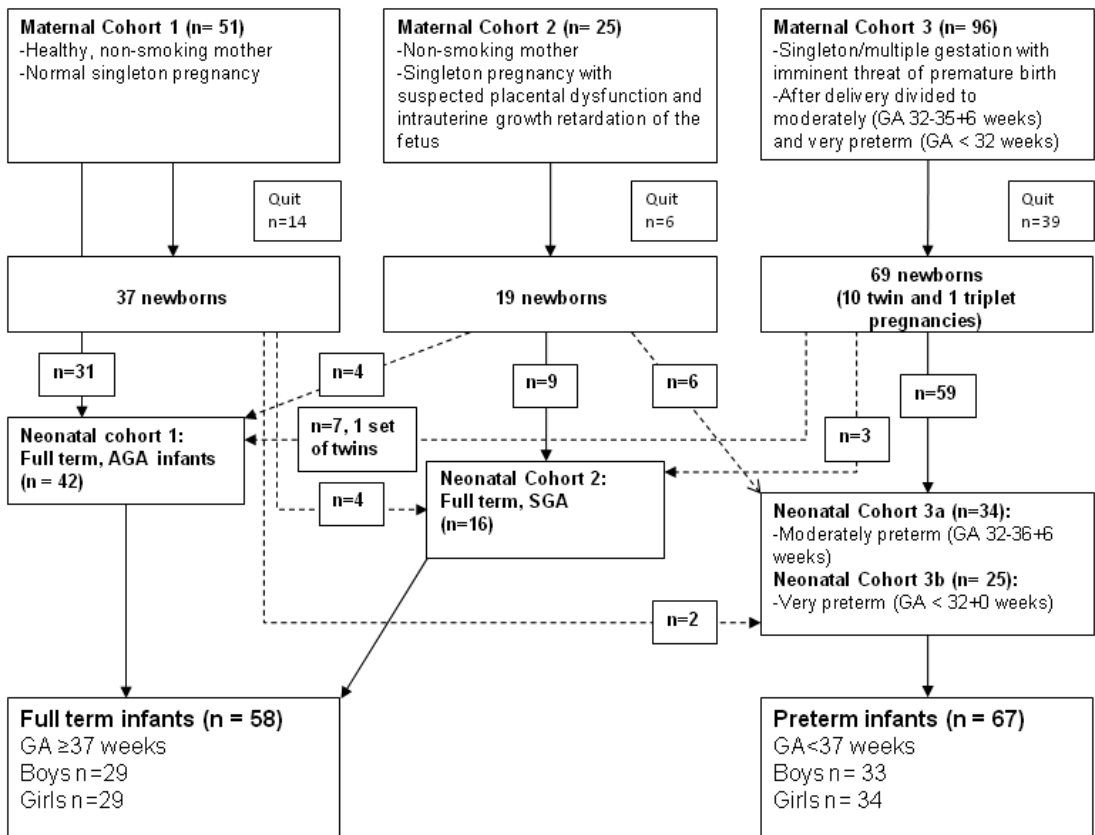 Maternal Cohort 1 (n= 51)
-Healthy, non-smoking mother
-Normal singleton pregnancy
Maternal Cohort 2 (n= 25)
-Non-smoking mother
-Singleton pregnancy with
suspected placental dysfunction and
intrauterine growth retardation of the
fetus
Maternal Cohort 3 (n= 96)
-Singleton/multiple gestation with
imminent threat of premature birth
-After delivery divided to
moderately (GA 32-35+6 weeks)
and very preterm (GA < 32 weeks)
Quit
n=14
Quit
n=6
Quit
n=39
37 newborns
19 newborns
69 newborns
(10 twin and 1 triplet
pregnancies)
n=31
n=4
n=9
n=6
n=59
n=7, 1 set
of twins
n=3
Neonatal cohort 1:
Full term, AGA infants
(n = 42)
n=4
Neonatal Cohort 2:
Full term, SGA
(n=16)
Neonatal Cohort 3a (n=34):
-Moderately preterm (GA 32-36+6
weeks)
Neonatal Cohort 3b (n= 25):
-Very preterm (GA < 32+0 weeks)
n=2
Full term infants (n = 58)
GA ≥37 weeks
Boys n=29
Girls n=29
Preterm infants (n = 67)
GA<37 weeks
Boys n= 33
Girls n= 34